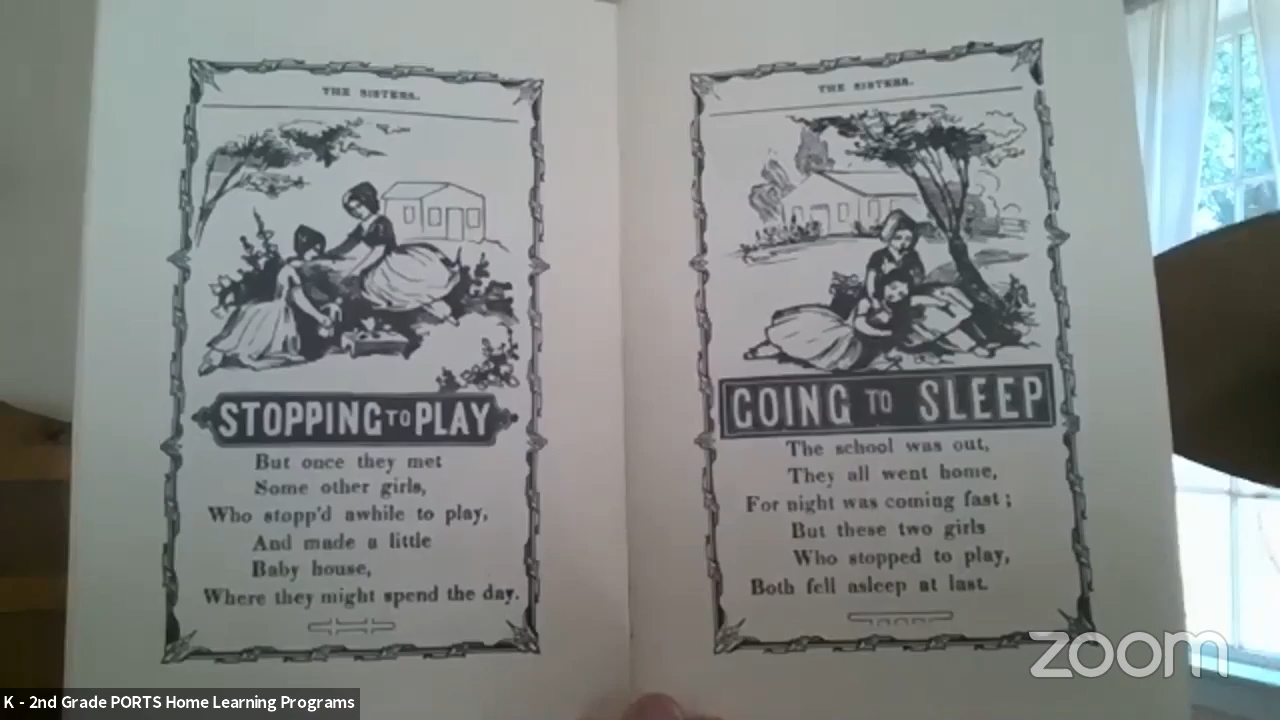 THE SISTERS.
STOPPING TO PLAY
But once they met
Some other girls,
Who stopp'd awhile to play,
And made a little
Baby house,
Where they might spend the day.
THE SISTERS.
GOING TO SLEEP
The school was out,
They all went home,
For night was coming fast ;
But these two girls
Who stopped to play,
Both fell asleep at last.
zoom
K - 2nd Grade PORTS Home Learning Programs